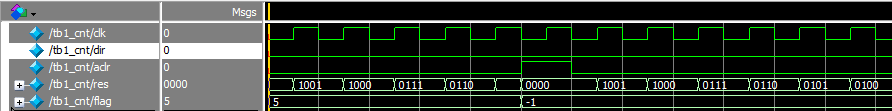 Msgs
/tb1_cnt/clk 0
/tb1_cnt/dir 0
/tb1_cnt/adr 0
/tb1_cnt/res 0000 1001 1000 0111 0110 0000 1001 1000 0111 0110 0101 0100
/tb1_cnt/flag 5 5 -1